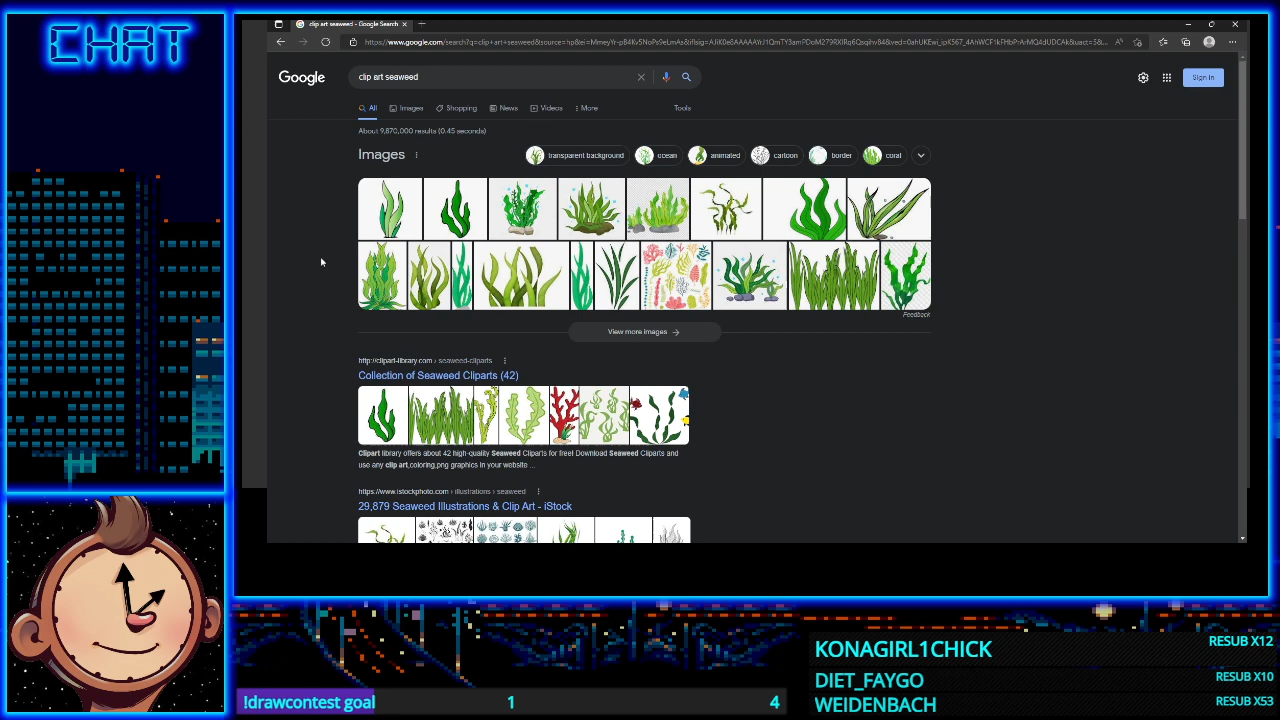 CHAT
clip art seaweed - Google Search
Google
clip art seaweed
Sign in
All
Images
Shopping
News
Videos
More
Tools
About 9,870,000 results (0.45 seconds)
Images
transparent background
ocean
animated
cartoon
border
coral
Feedback
View more images
http://clipart-library.com › seaweed-cliparts
Collection of Seaweed Cliparts (42)
Clipart library offers about 42 high-quality Seaweed Cliparts for free! Download Seaweed Cliparts and
use any clip art,coloring,png graphics in your website ...
https://www.istockphoto.com › illustrations › seaweed
29,879 Seaweed Illustrations & Clip Art - iStock
KONAGIRL1CHICK
RESUB X12
DIET_FAYGO
RESUB X10
WEIDENBACH
RESUB X53
!drawcontest goal
1
4